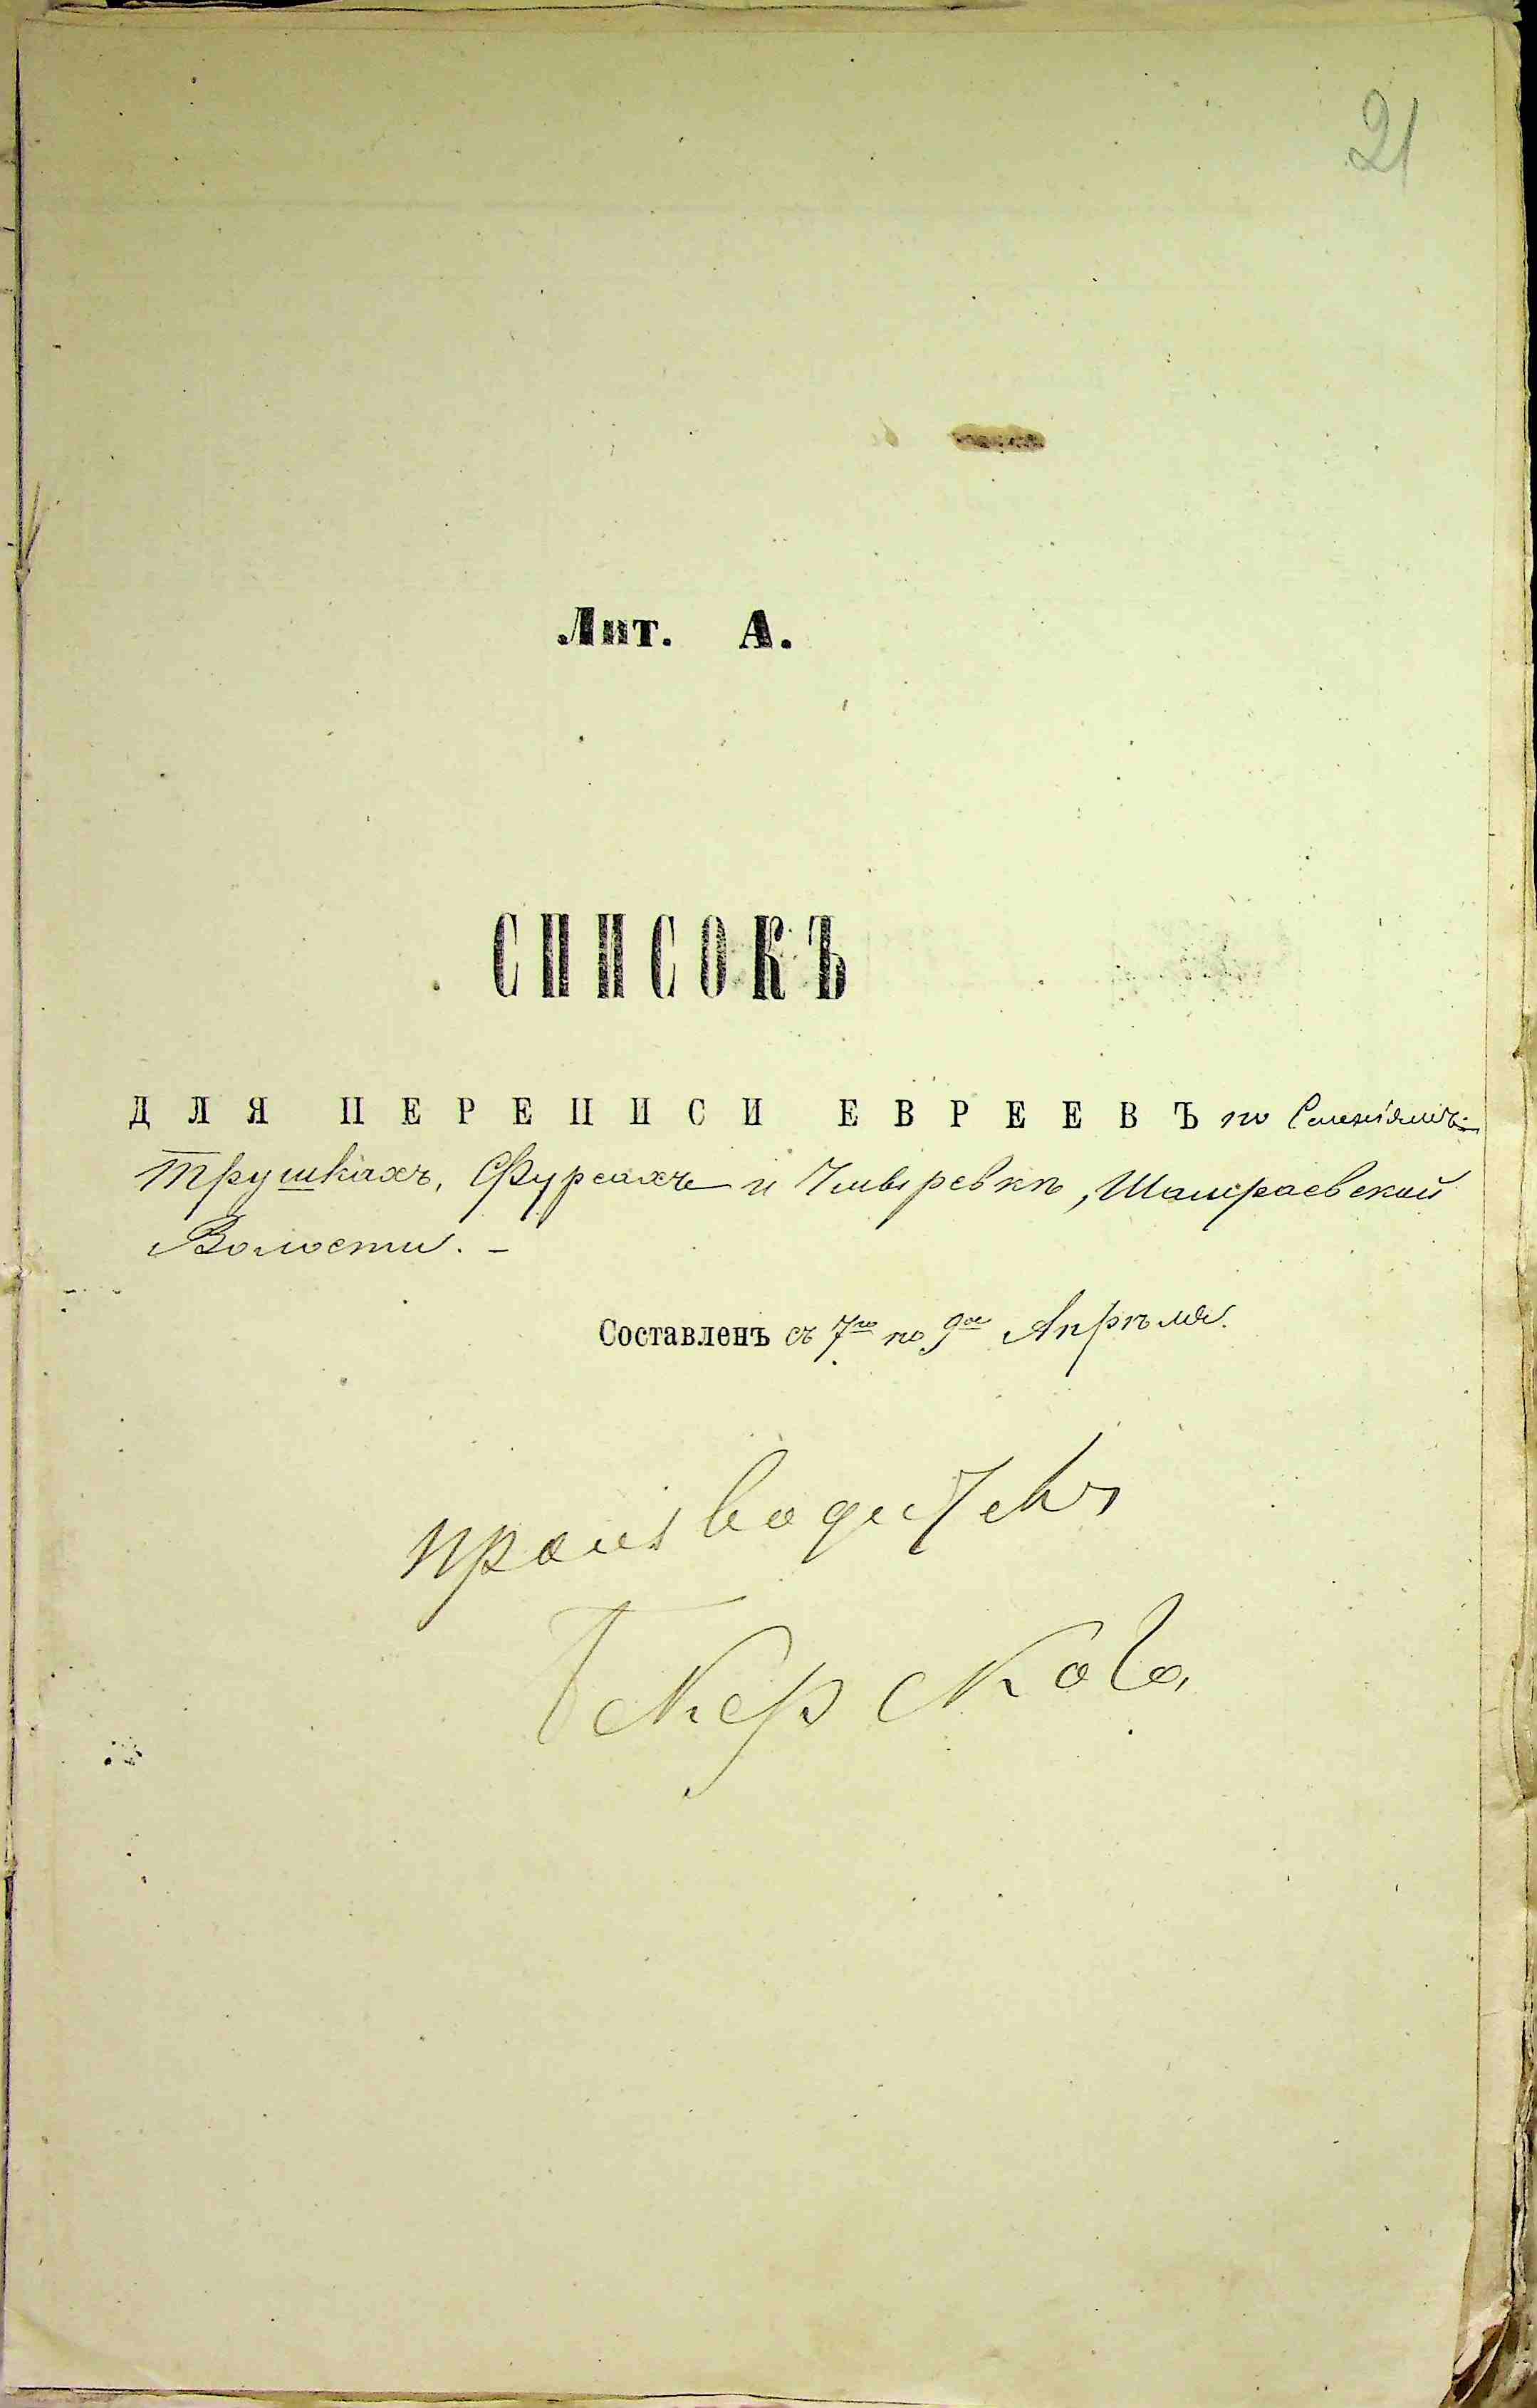 21
Лит. А.
СПИСОКЪ
ДЛЯ ПЕРЕПИСИ ЕВРЕЕВЪ по Селеніямъ:
Трушкахъ, Фурсахъ и Чмыревкѣ, Шамраевской
Волости. –
Составленъ съ 7го по 9ое Апрѣля.
производитель